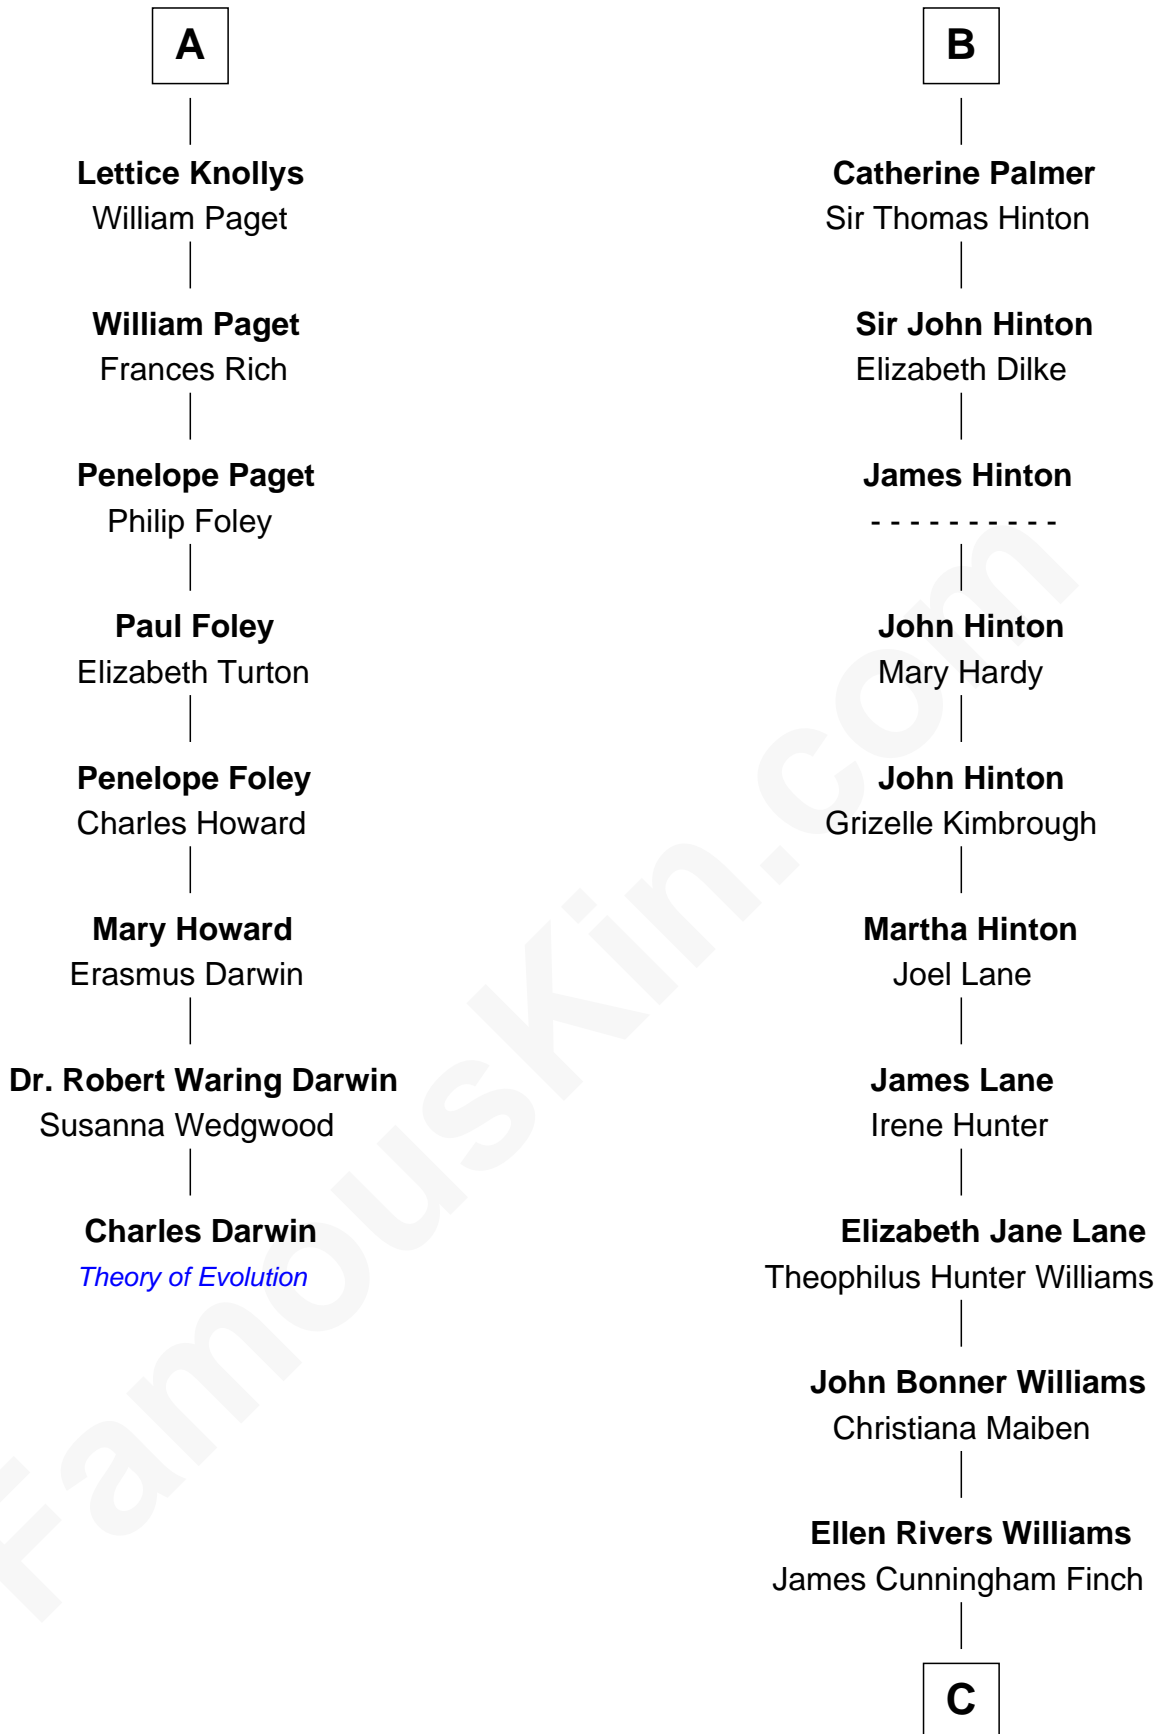 A
Lettice Knollys
William Paget
William Paget
Frances Rich
Penelope Paget
Philip Foley
Paul Foley
Elizabeth Turton
Penelope Foley
Charles Howard
Mary Howard
Erasmus Darwin
Dr. Robert Waring Darwin
Susanna Wedgwood
Charles Darwin
Theory of Evolution
B
Catherine Palmer
Sir Thomas Hinton
Sir John Hinton
Elizabeth Dilke
James Hinton
- - - - - - - - - -
John Hinton
Mary Hardy
John Hinton
Grizelle Kimbrough
Martha Hinton
Joel Lane
James Lane
Irene Hunter
Elizabeth Jane Lane
Theophilus Hunter Williams
John Bonner Williams
Christiana Maiben
Ellen Rivers Williams
James Cunningham Finch
C
FamousKin.com